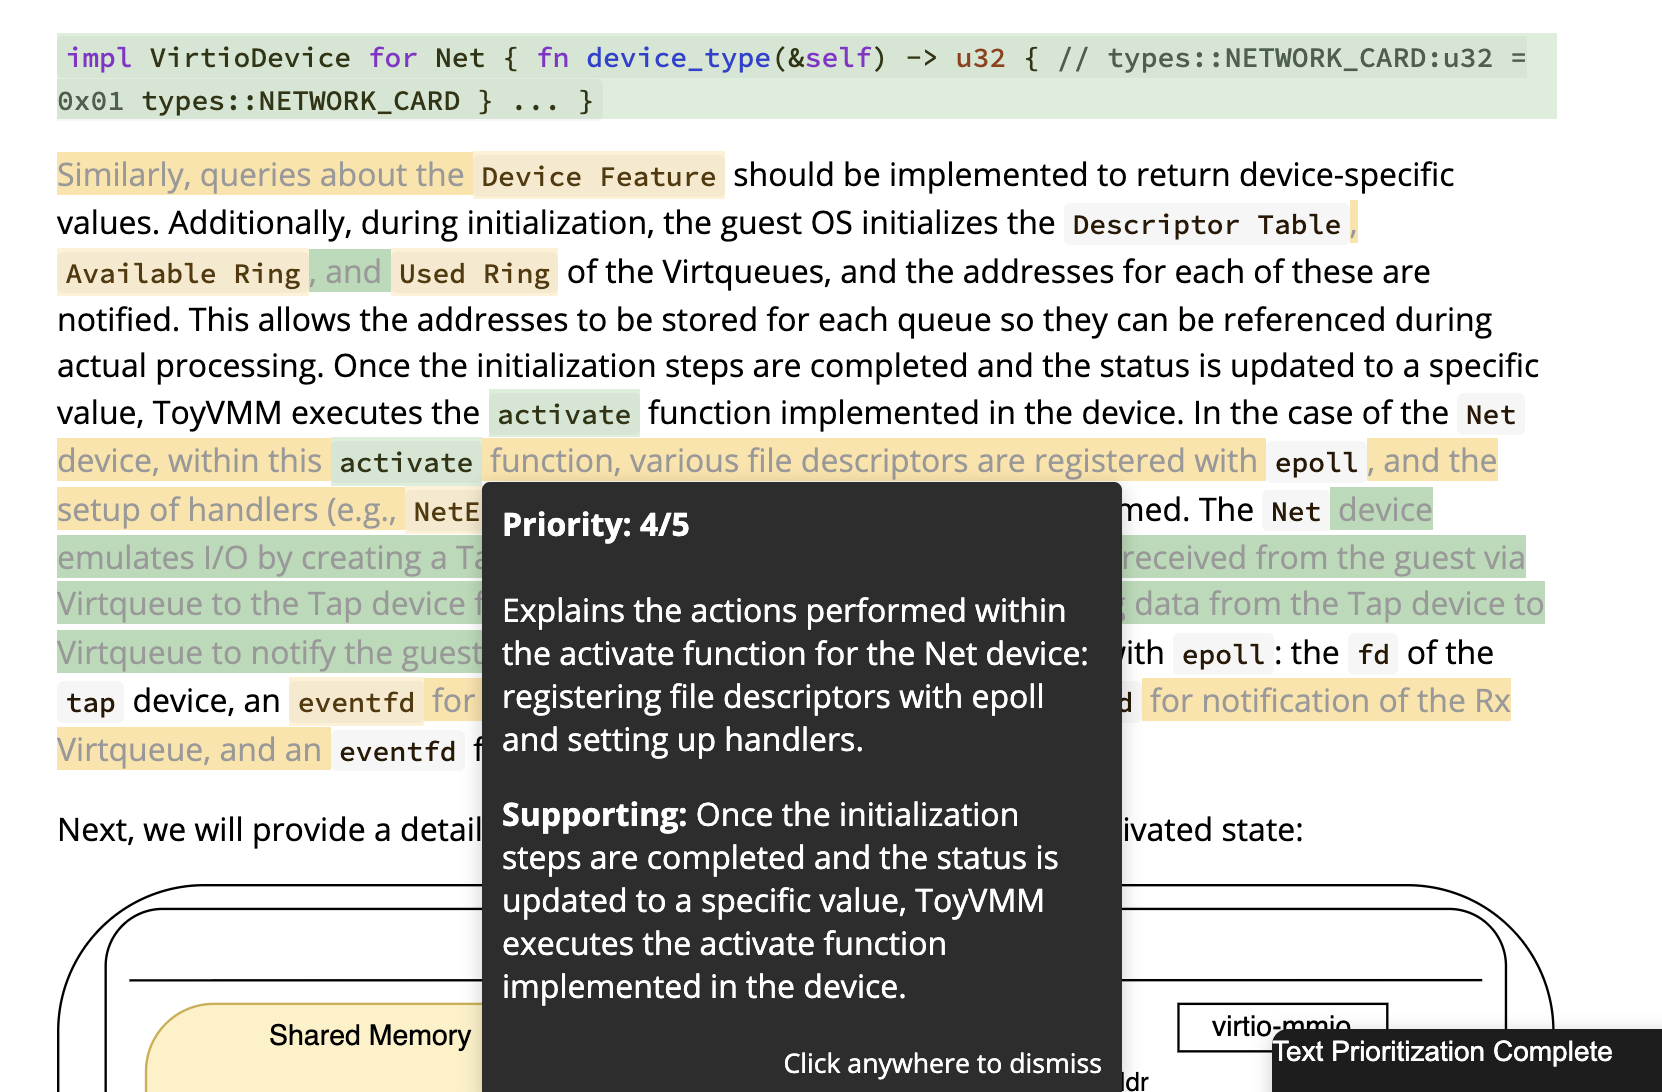 impl VirtioDevice for Net { fn device_type(&self) -> u32 { // types::NETWORK_CARD:u32 =
0x01 types::NETWORK_CARD } ... }
Similarly, queries about the Device Feature should be implemented to return device-specific
values. Additionally, during initialization, the guest OS initializes the Descriptor Table,
Available Ring, and Used Ring of the Virtqueues, and the addresses for each of these are
notified. This allows the addresses to be stored for each queue so they can be referenced during
actual processing. Once the initialization steps are completed and the status is updated to a specific
value, ToyVMM executes the activate function implemented in the device. In the case of the Net
device, within this activate function, various file descriptors are registered with epoll, and the
setup of handlers (e.g., NetE med. The Net device
emulates I/O by creating a Ta received from the guest via
Virtqueue to the Tap device data from the Tap device to
Virtqueue to notify the guest ith epoll: the fd of the
tap device, an eventfd for d for notification of the Rx
Virtqueue, and an eventfd f
Next, we will provide a detail ivated state:
Priority: 4/5
Explains the actions performed within
the activate function for the Net device:
registering file descriptors with epoll
and setting up handlers.
Supporting: Once the initialization
steps are completed and the status is
updated to a specific value, ToyVMM
executes the activate function
implemented in the device.
Click anywhere to dismiss
Shared Memory
virtio-mmio
ddr
Text Prioritization Complete